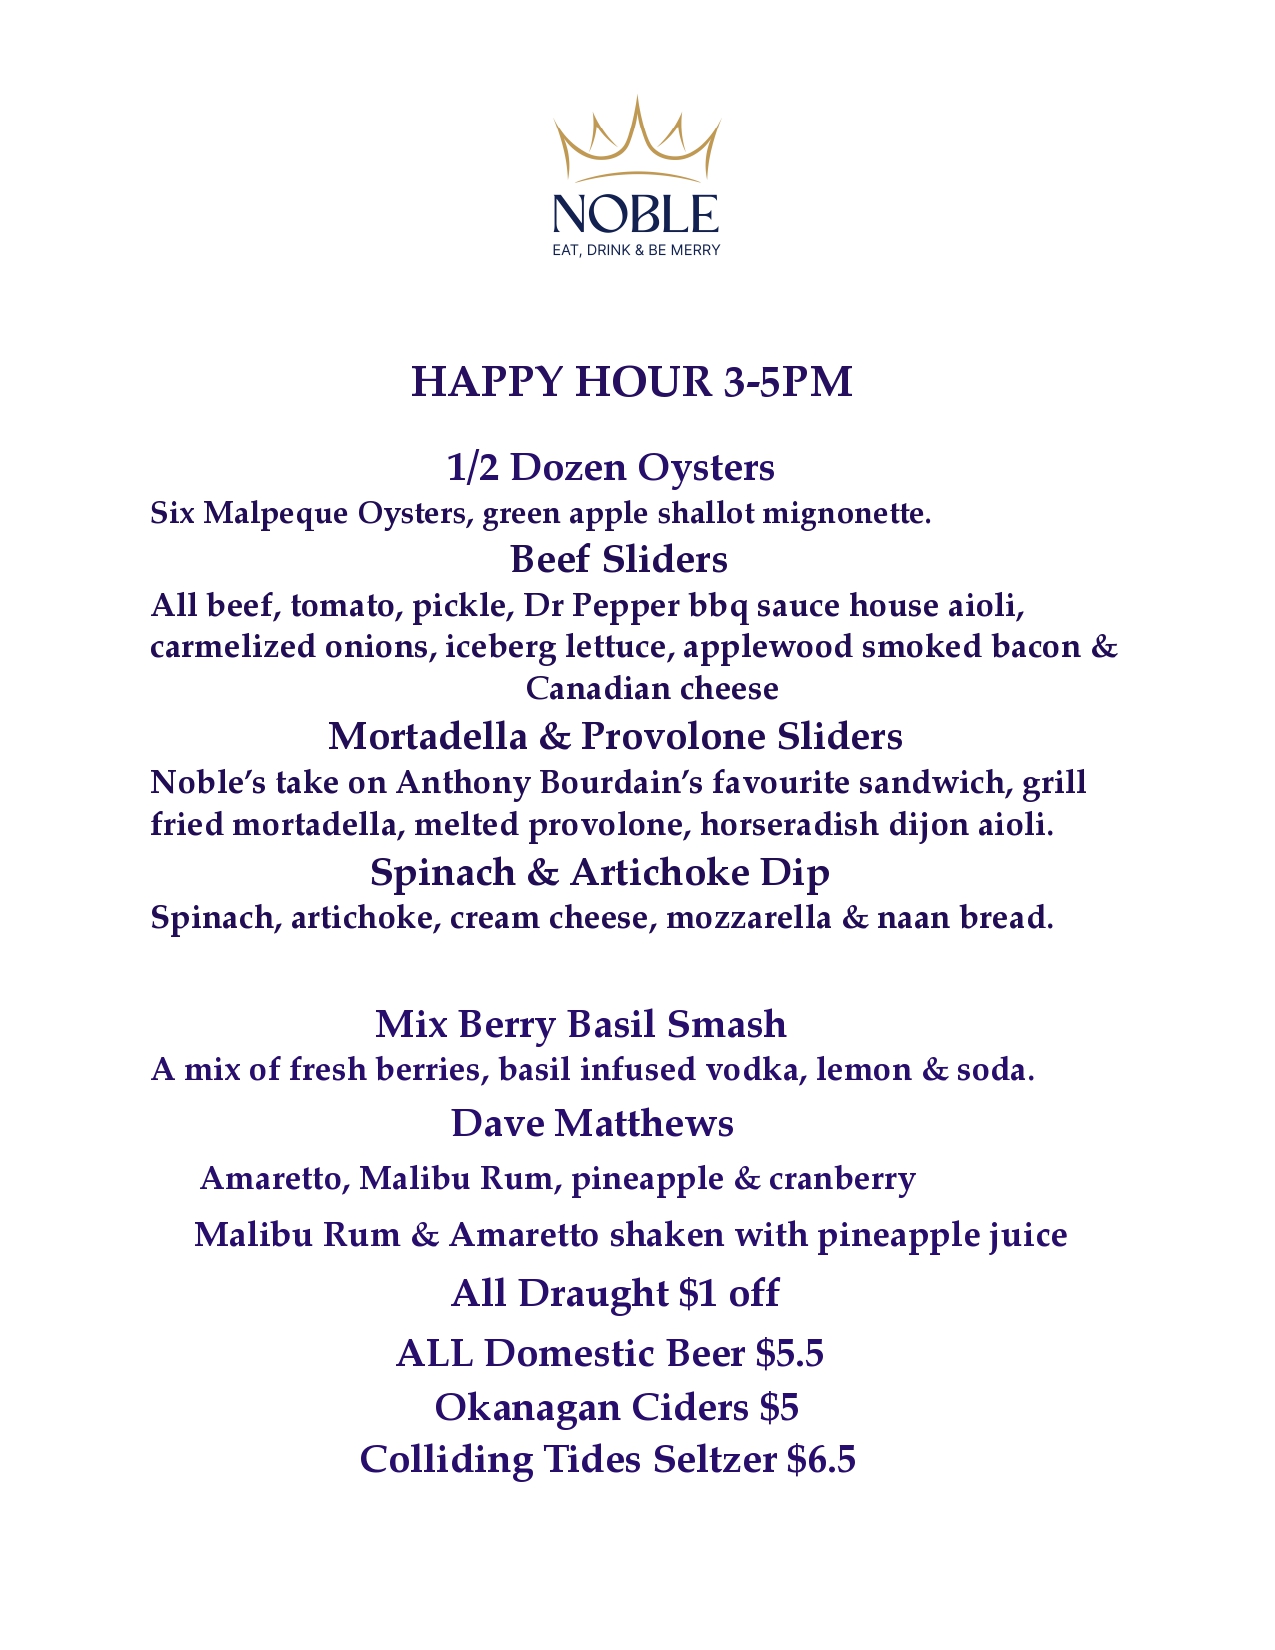 NOBLE
EAT, DRINK & BE MERRY
HAPPY HOUR 3-5PM
1/2 Dozen Oysters
Six Malpeque Oysters, green apple shallot mignonette.
Beef Sliders
All beef, tomato, pickle, Dr Pepper bbq sauce house aioli,
carmelized onions, iceberg lettuce, applewood smoked bacon &
Canadian cheese
Mortadella & Provolone Sliders
Noble’s take on Anthony Bourdain’s favourite sandwich, grill
fried mortadella, melted provolone, horseradish dijon aioli.
Spinach & Artichoke Dip
Spinach, artichoke, cream cheese, mozzarella & naan bread.
Mix Berry Basil Smash
A mix of fresh berries, basil infused vodka, lemon & soda.
Dave Matthews
Amaretto, Malibu Rum, pineapple & cranberry
Malibu Rum & Amaretto shaken with pineapple juice
All Draught $1 off
ALL Domestic Beer $5.5
Okanagan Ciders $5
Colliding Tides Seltzer $6.5